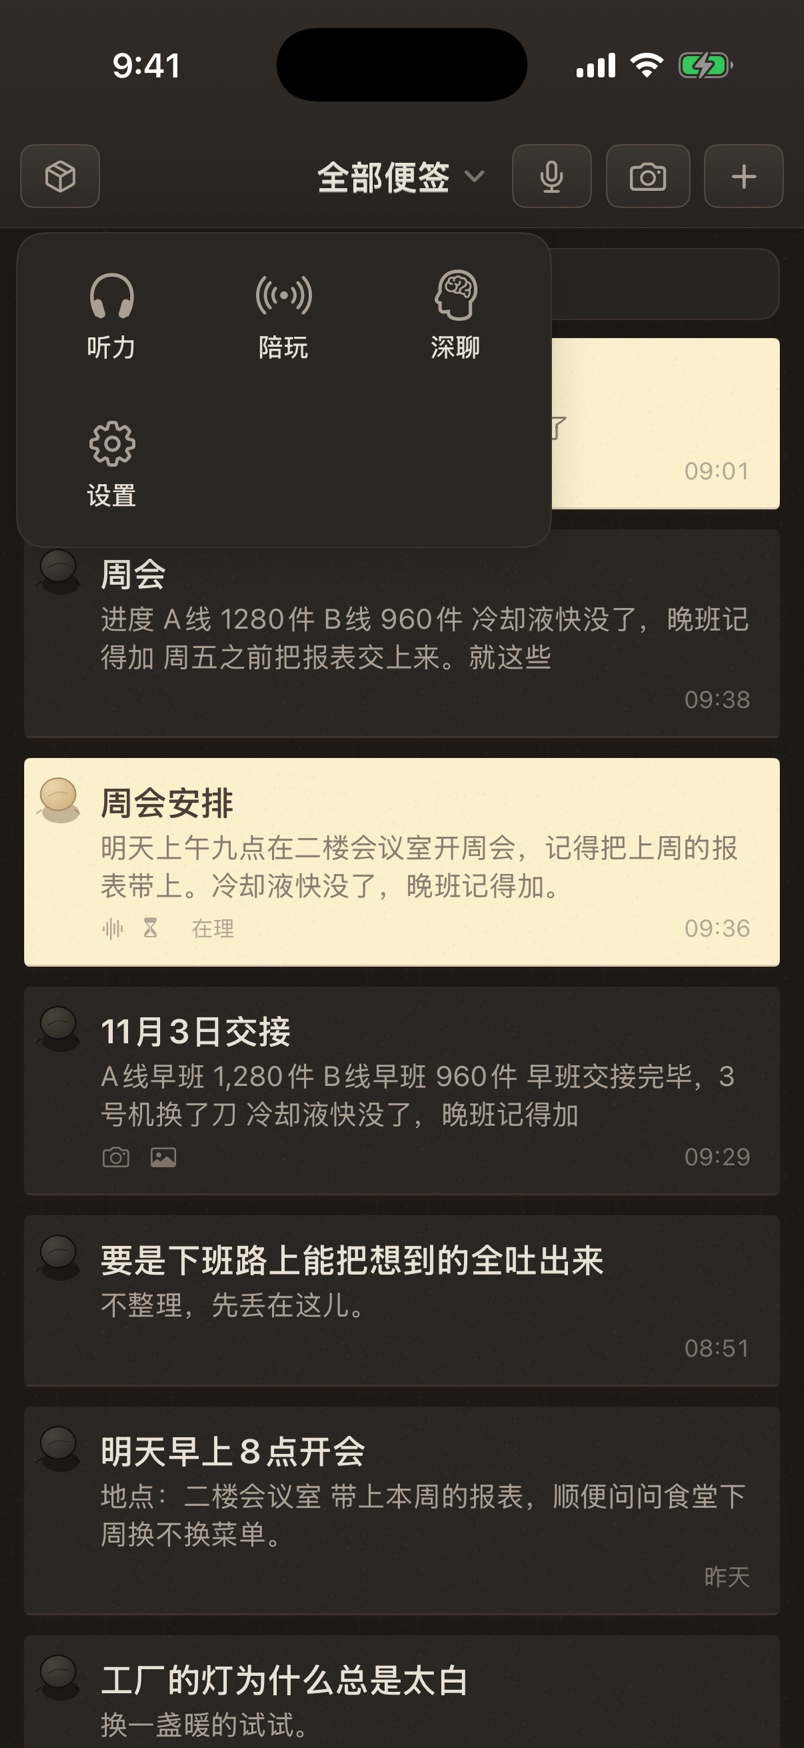 9:41
全部便签
听力
陪玩
深聊
设置
09:01
周会
进度 A线 1280件 B线 960件 冷却液快没了，晚班记
得加 周五之前把报表交上来。就这些
09:38
周会安排
明天上午九点在二楼会议室开周会，记得把上周的报
表带上。冷却液快没了，晚班记得加。
在理
09:36
11月3日交接
A线早班 1,280件 B线早班 960件 早班交接完毕，3
号机换了刀 冷却液快没了，晚班记得加
09:29
要是下班路上能把想到的全吐出来
不整理，先丢在这儿。
08:51
明天早上8点开会
地点：二楼会议室 带上本周的报表，顺便问问食堂下
周换不换菜单。
昨天
工厂的灯为什么总是太白
换一盏暖的试试。